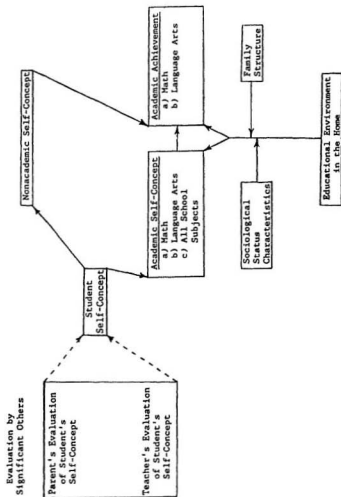 Evaluation by
Significant Others
Parent's Evaluation
of Student's
Self-Concept
Teacher's Evaluation
of Student's
Self-Concept
Student
Self-Concept
Nonacademic Self-Concept
Academic Self-Concept
a) Math
b) Language Arts
c) All School
Subjects
Academic Achievement
a) Math
b) Language Arts
Sociological
Status
Characteristics
Family
Structure
Educational Environment
in the Home